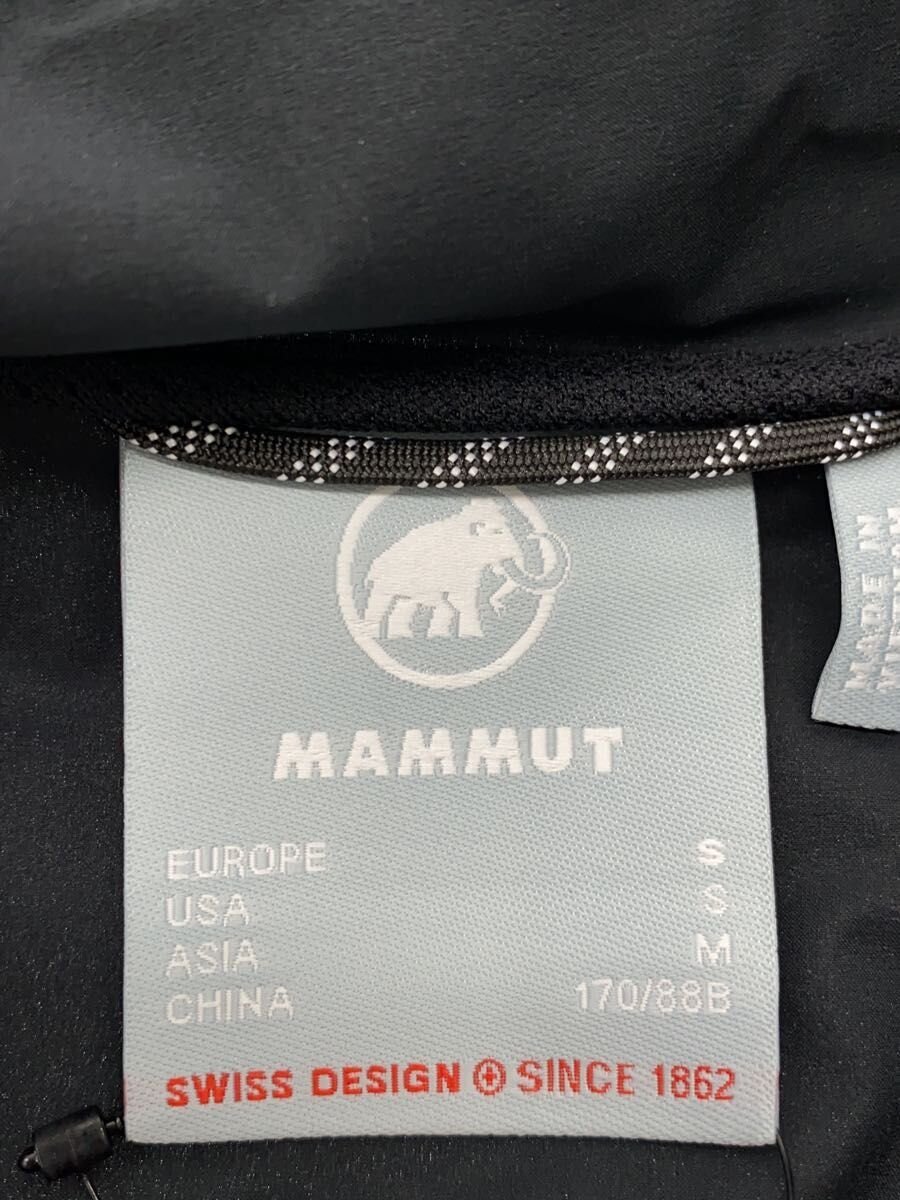 MAMMUT
EUROPE S
USA S
ASIA M
CHINA 170/88B
SWISS DESIGN SINCE 1862
MADE IN